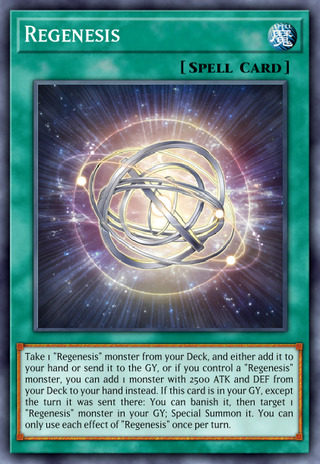 Regenesis
魔
[Spell Card]
Take 1 "Regenesis" monster from your Deck, and either add it to
your hand or send it to the GY, or if you control a "Regenesis"
monster, you can add 1 monster with 2500 ATK and DEF from
your Deck to your hand instead. If this card is in your GY, except
the turn it was sent there: You can banish it, then target 1
"Regenesis" monster in your GY; Special Summon it. You can
only use each effect of "Regenesis" once per turn.